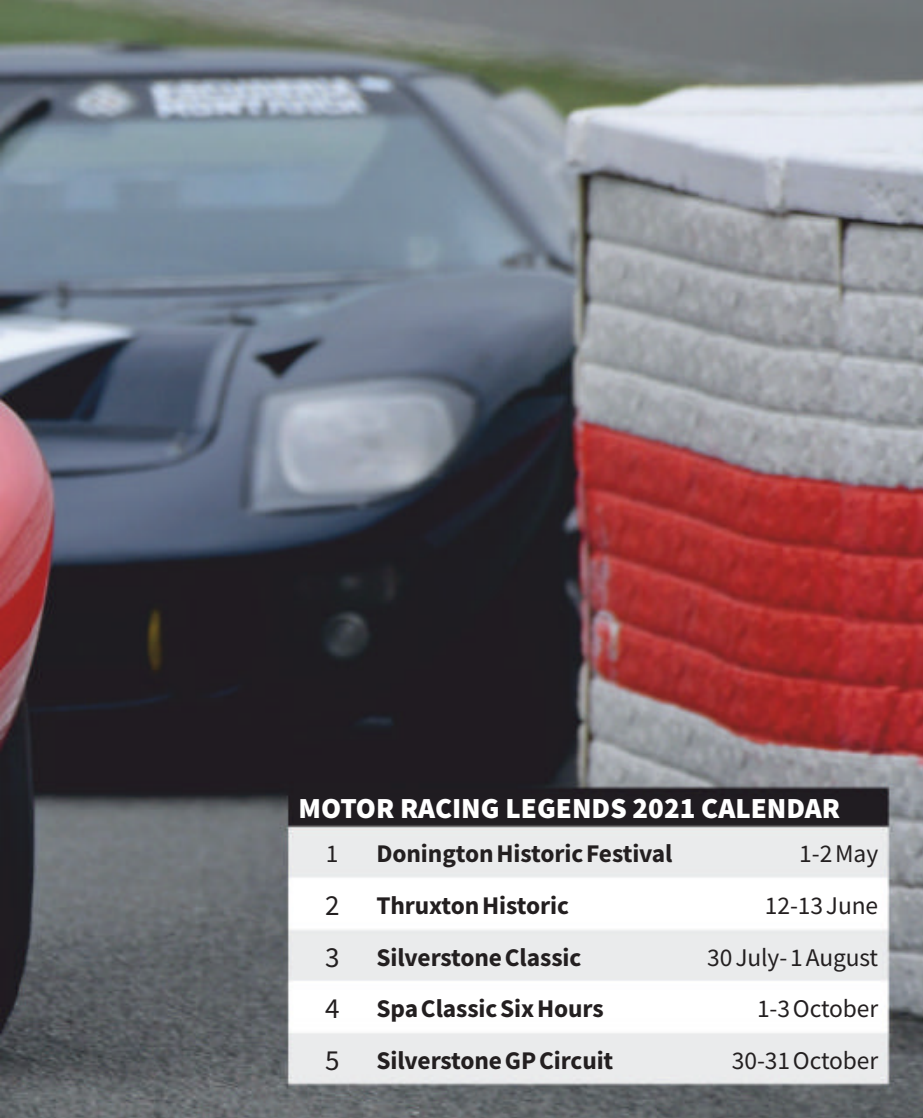 MOTOR RACING LEGENDS 2021 CALENDAR
1 Donington Historic Festival 1-2 May
2 Thruxton Historic 12-13 June
3 Silverstone Classic 30 July- 1 August
4 Spa Classic Six Hours 1-3 October
5 Silverstone GP Circuit 30-31 October